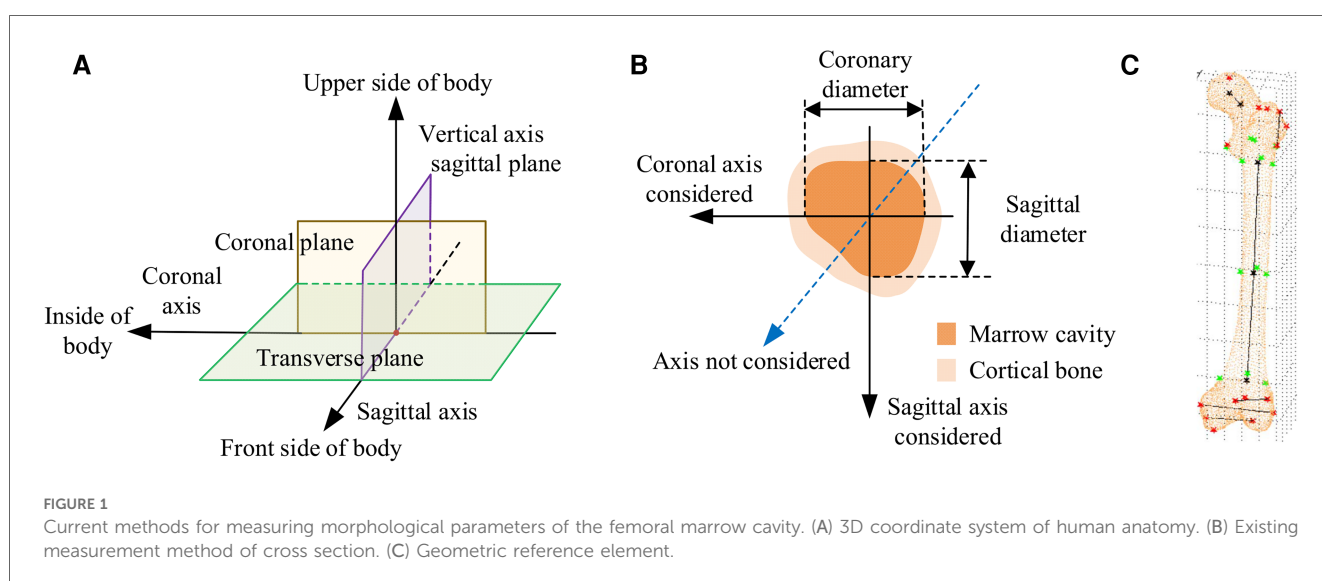 A
Upper side of body
Vertical axis
sagittal plane
Coronal plane
Coronal
axis
Inside of
body
Transverse plane
Sagittal axis
Front side of body
B
Coronary
diameter
Coronal axis
considered
Sagittal
diameter
Axis not considered
Marrow cavity
Cortical bone
Sagittal axis
considered
C
FIGURE 1
Current methods for measuring morphological parameters of the femoral marrow cavity. (A) 3D coordinate system of human anatomy. (B) Existing
measurement method of cross section. (C) Geometric reference element.